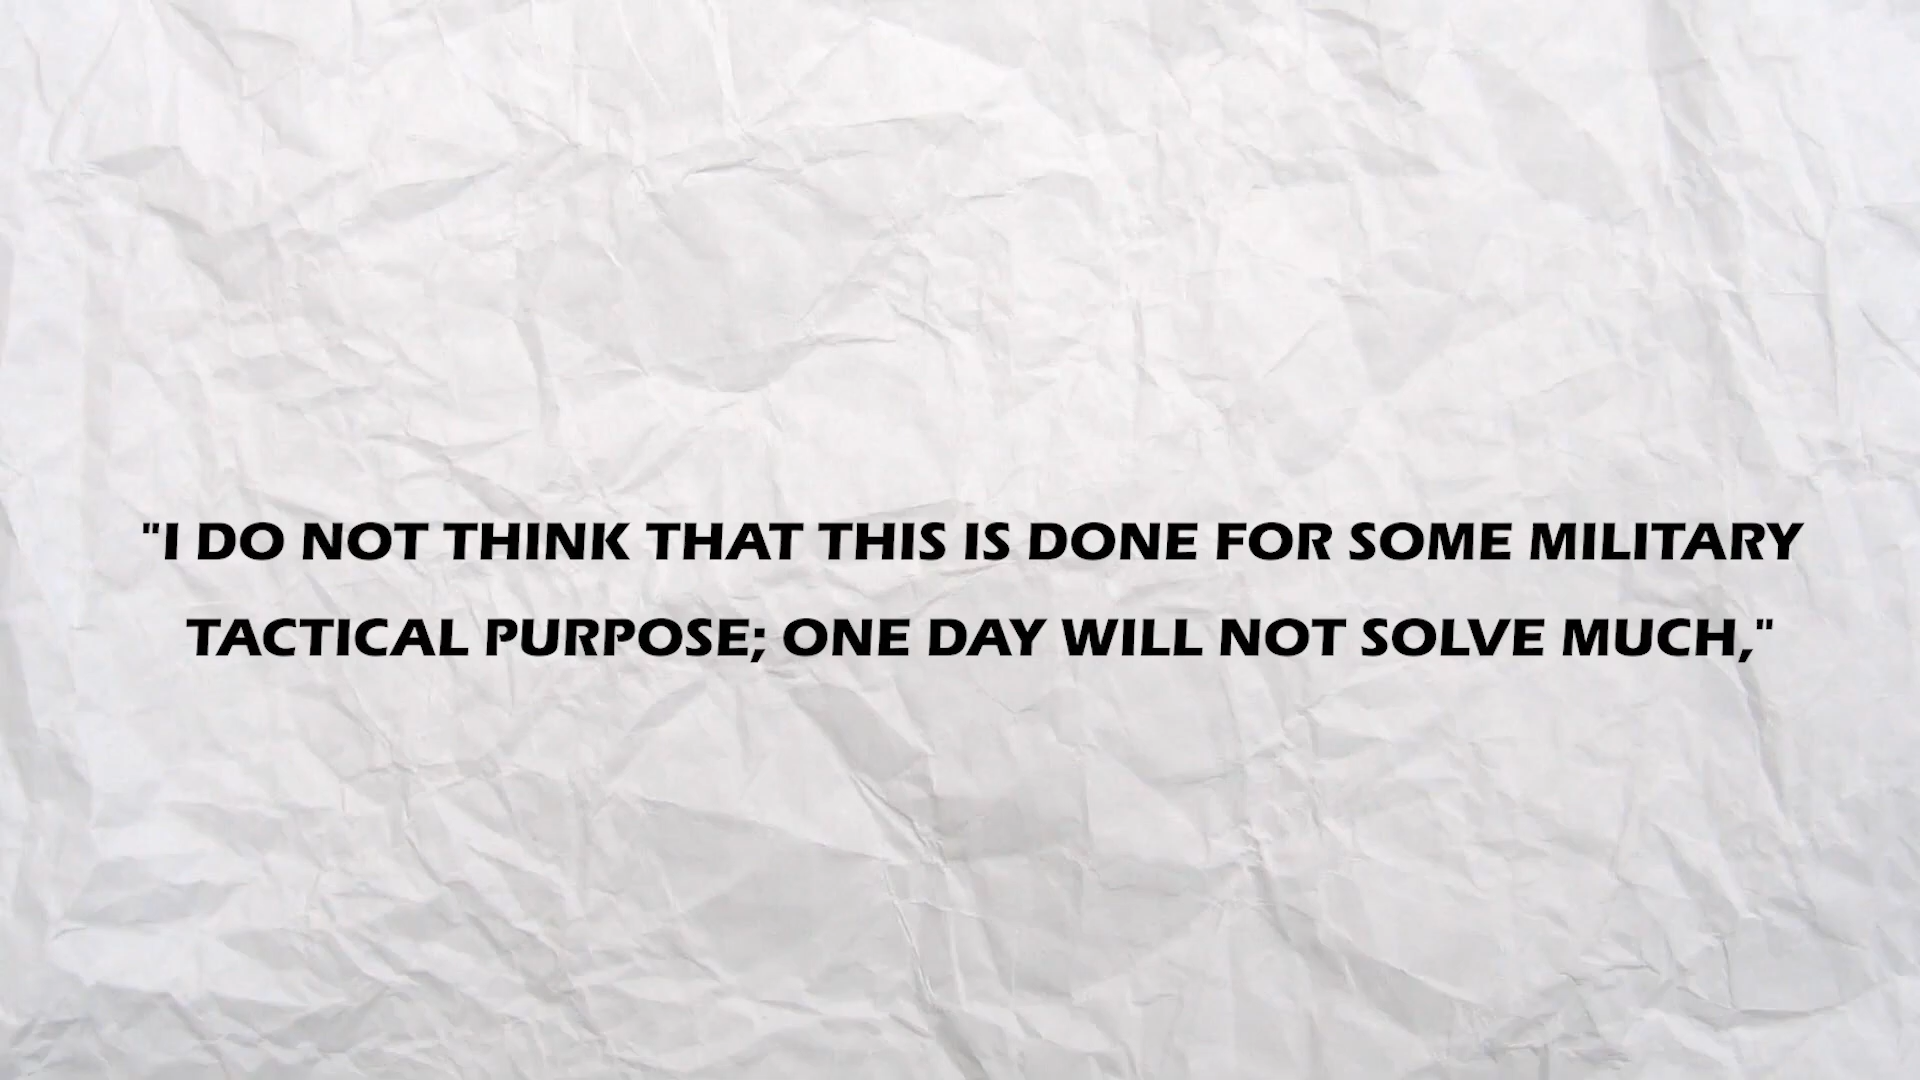 "I DO NOT THINK THAT THIS IS DONE FOR SOME MILITARY
TACTICAL PURPOSE; ONE DAY WILL NOT SOLVE MUCH,"